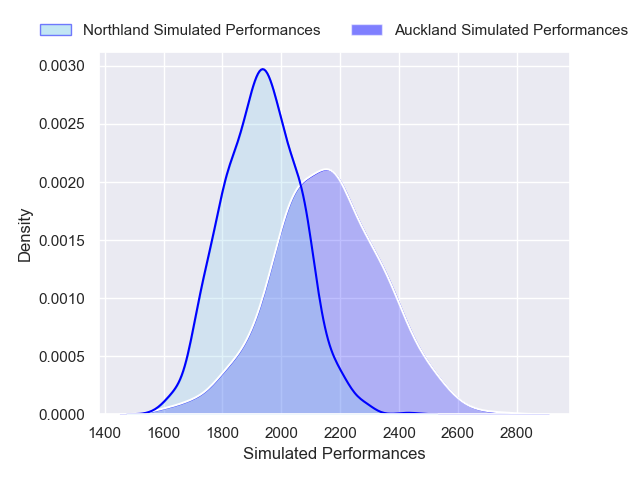 Northland Simulated Performances
Auckland Simulated Performances
0.0030
0.0025
0.0020
0.0015
0.0010
0.0005
0.0000
Density
1400 1600 1800 2000 2200 2400 2600 2800
Simulated Performances